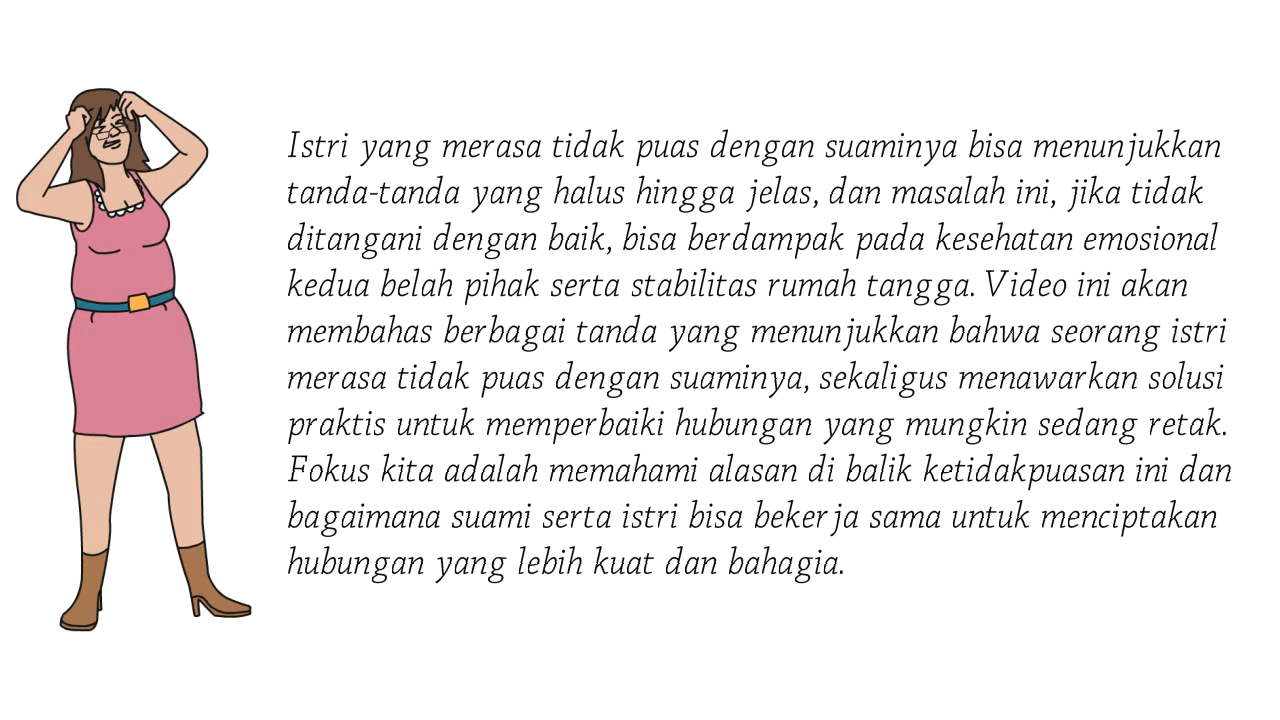 Istri yang merasa tidak puas dengan suaminya bisa menunjukkan
tanda-tanda yang halus hingga jelas, dan masalah ini, jika tidak
ditangani dengan baik, bisa berdampak pada kesehatan emosional
kedua belah pihak serta stabilitas rumah tangga. Video ini akan
membahas berbagai tanda yang menunjukkan bahwa seorang istri
merasa tidak puas dengan suaminya, sekaligus menawarkan solusi
praktis untuk memperbaiki hubungan yang mungkin sedang retak.
Fokus kita adalah memahami alasan di balik ketidakpuasan ini dan
bagaimana suami serta istri bisa bekerja sama untuk menciptakan
hubungan yang lebih kuat dan bahagia.